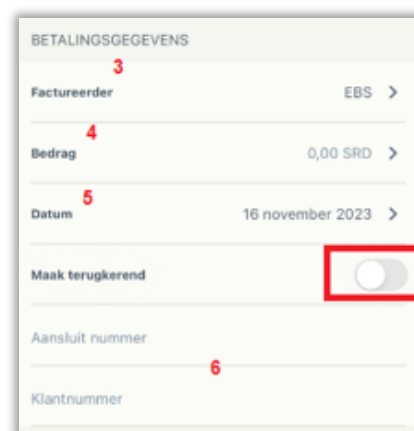 BETALINGSGEGEVENS
3
Factureerder EBS >
4
Bedrag 0,00 SRD >
5
Datum 16 november 2023 >
Maak terugkerend
Aansluit nummer
6
Klantnummer